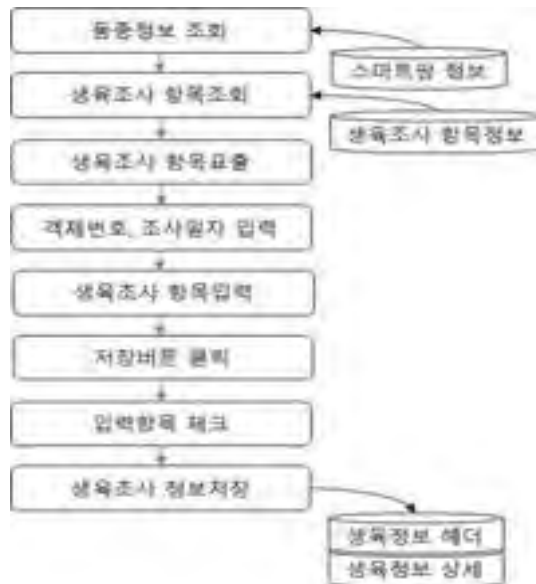 품종정보 조회
스마트팜 정보
생육조사 항목조회
생육조사 항목정보
생육조사 항목표출
객체번호, 조사일자 입력
생육조사 항목입력
저장버튼 클릭
입력항목 체크
생육조사 정보저장
생육정보 헤더
생육정보 상세